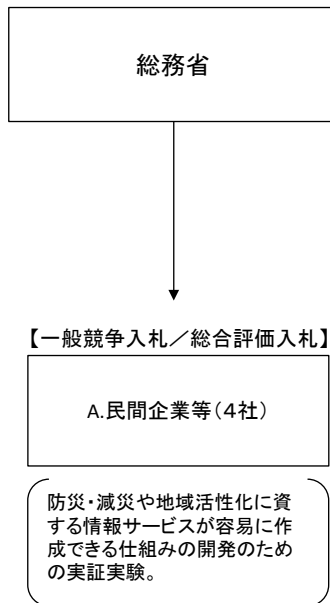 総務省
【一般競争入札／総合評価入札】
A.民間企業等(４社)
防災・減災や地域活性化に資
する情報サービスが容易に作
成できる仕組みの開発のため
の実証実験。